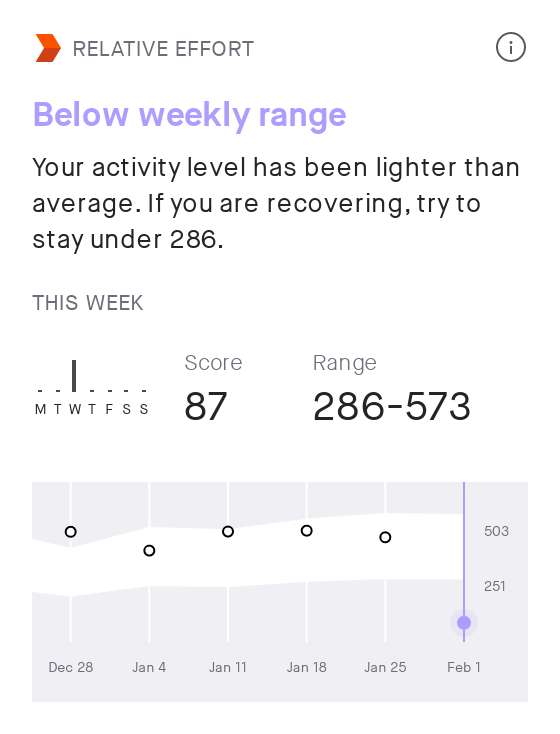 RELATIVE EFFORT
Below weekly range
Your activity level has been lighter than
average. If you are recovering, try to
stay under 286.
THIS WEEK
Score
Range
87
286-573
M T W T F S S
503
251
Dec 28
Jan 4
Jan 11
Jan 18
Jan 25
Feb 1